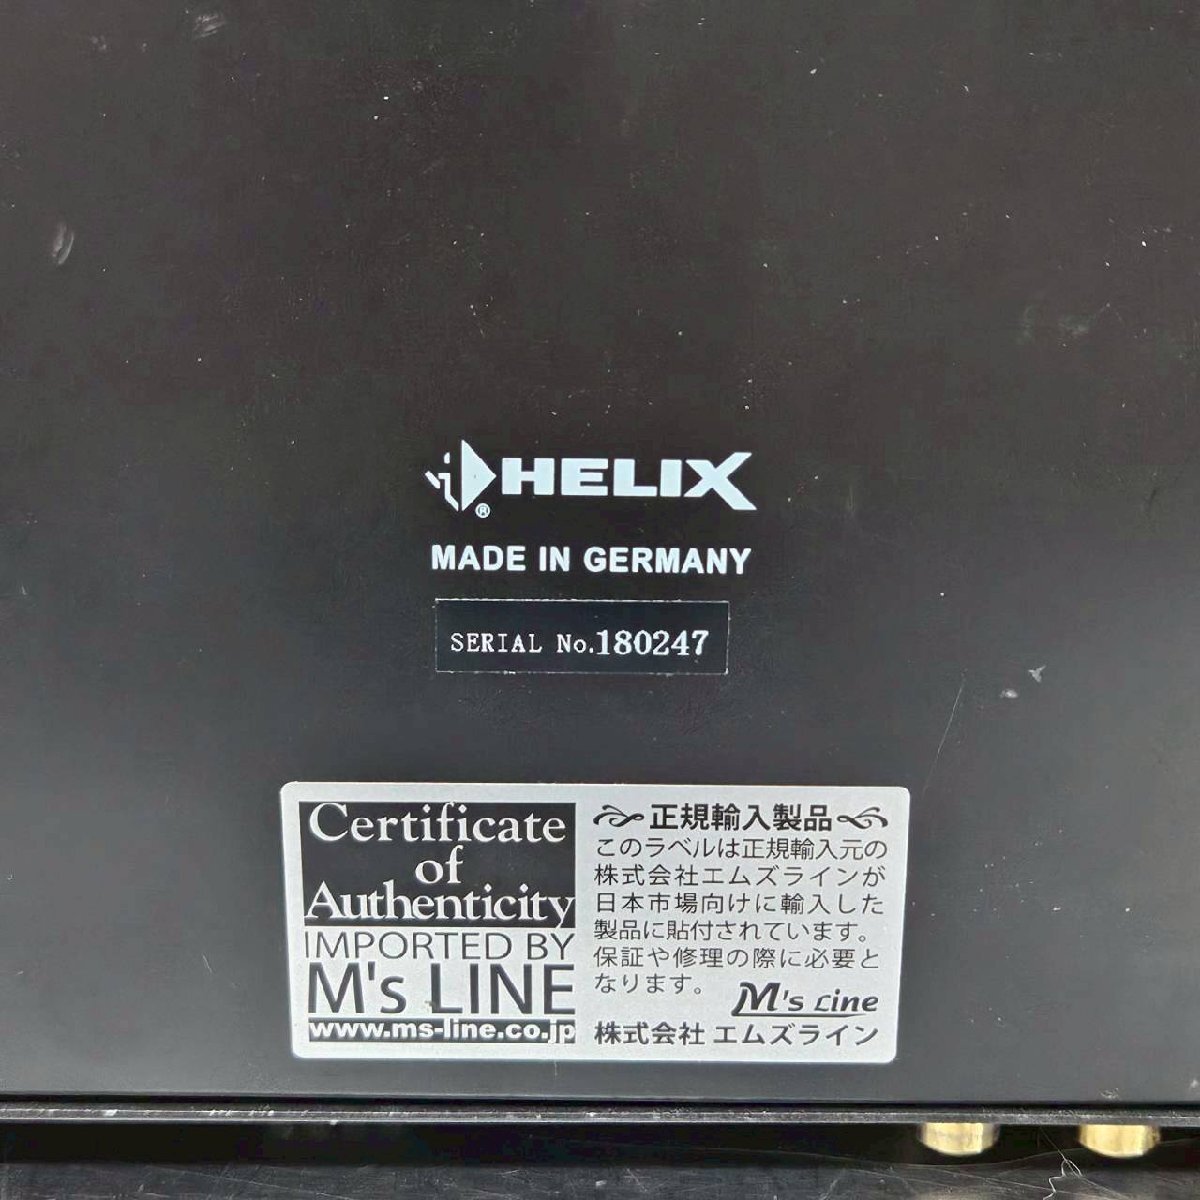 HELIX
®
MADE IN GERMANY
SERIAL No.180247
Certificate
of
Authenticity
IMPORTED BY
M's LINE
www.ms-line.co.jp
正規輸入製品
このラベルは正規輸入元の
株式会社エムズラインが
日本市場向けに輸入した
製品に貼付されています。
保証や修理の際に必要と
なります。
M's Line
株式会社 エムズライン